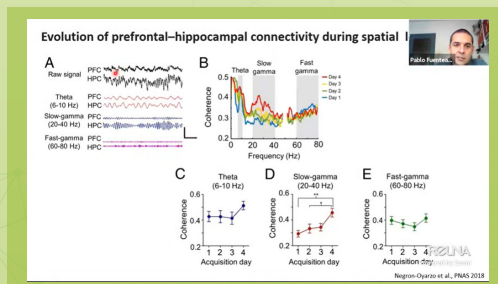 Evolution of prefrontal–hippocampal connectivity during spatial l
Pablo Fuentes
A
Raw signal
PFC
HPC
Theta
(6-10 Hz)
PFC
HPC
Slow-gamma
(20-40 Hz)
PFC
HPC
Fast-gamma
(60-80 Hz)
PFC
HPC
B
Theta
Slow
gamma
Fast
gamma
Day 4
Day 3
Day 2
Day 1
Coherence
0.5
0.4
0.3
0.2
0 20 40 60 80
Frequency (Hz)
C
Theta
(6-10 Hz)
Coherence
0.6
0.4
0.2
1 2 3 4
Acquisition day
D
Slow-gamma
(20-40 Hz)
**
*
Coherence
0.6
0.4
0.2
1 2 3 4
Acquisition day
E
Fast-gamma
(60-80 Hz)
Coherence
0.6
0.4
0.2
1 2 3 4
Acquisition day
Negron-Oyarzo et al., PNAS 2018